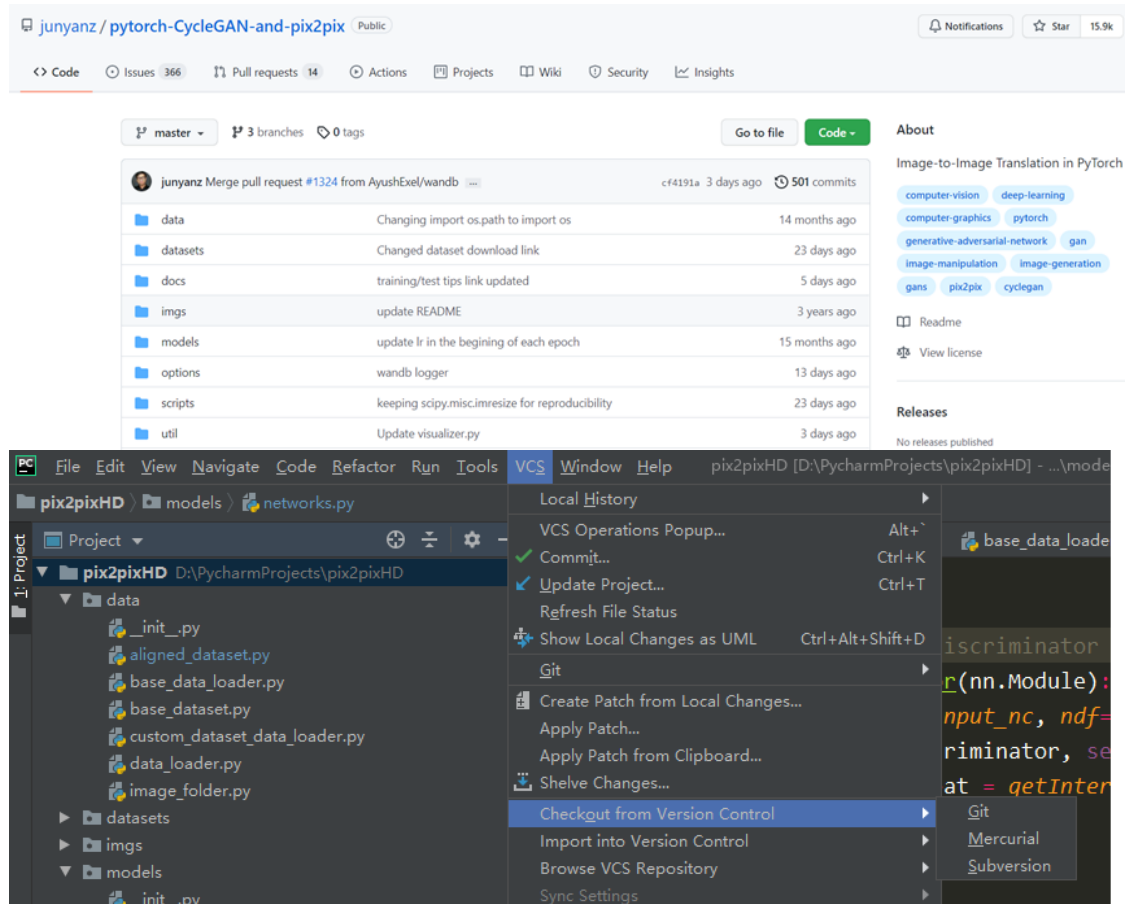 junyanz / pytorch-CycleGAN-and-pix2pix Public
Notifications Star 15.9k
Code Issues 366 Pull requests 14 Actions Projects Wiki Security Insights
master 3 branches 0 tags Go to file Code
About
Image-to-Image Translation in PyTorch
junyanz Merge pull request #1324 from AyushExel/wandb ... cf4191a 3 days ago 501 commits
data Changing import os.path to import os 14 months ago
datasets Changed dataset download link 23 days ago
docs training/test tips link updated 5 days ago
imgs update README 3 years ago
models update lr in the begining of each epoch 15 months ago
options wandb logger 13 days ago
scripts keeping scipy.misc.imresize for reproducibility 23 days ago
util Update visualizer.py 3 days ago
computer-vision deep-learning
computer-graphics pytorch
generative-adversarial-network gan
image-manipulation image-generation
gans pix2pix cyclegan
Readme
View license
Releases
No releases published
PC File Edit View Navigate Code Refactor Run Tools VCS Window Help pix2pixHD [D:\PycharmProjects\pix2pixHD] - ...\mode
pix2pixHD models networks.py
1: Project
Project
pix2pixHD D:\PycharmProjects\pix2pixHD
data
__init__.py
aligned_dataset.py
base_data_loader.py
base_dataset.py
custom_dataset_data_loader.py
data_loader.py
image_folder.py
datasets
imgs
models
__init__.py
Local History
VCS Operations Popup... Alt+`
Commit... Ctrl+K
Update Project... Ctrl+T
Refresh File Status
Show Local Changes as UML Ctrl+Alt+Shift+D
Git
Create Patch from Local Changes...
Apply Patch...
Apply Patch from Clipboard...
Shelve Changes...
Checkout from Version Control
Import into Version Control
Browse VCS Repository
Sync Settings
Git
Mercurial
Subversion
base_data_loade
iscriminator
r(nn.Module):
nput_nc, ndf=
riminator, se
at = getInter